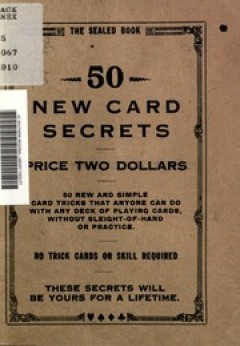 THE SEALED BOOK
50
NEW CARD
SECRETS
PRICE TWO DOLLARS
50 NEW AND SIMPLE
CARD TRICKS THAT ANYONE CAN DO
WITH ANY DECK OF PLAYING CARDS,
WITHOUT SLEIGHT-OF-HAND
OR PRACTICE.
NO TRICK CARDS OR SKILL REQUIRED
THESE SECRETS WILL
BE YOURS FOR A LIFETIME.